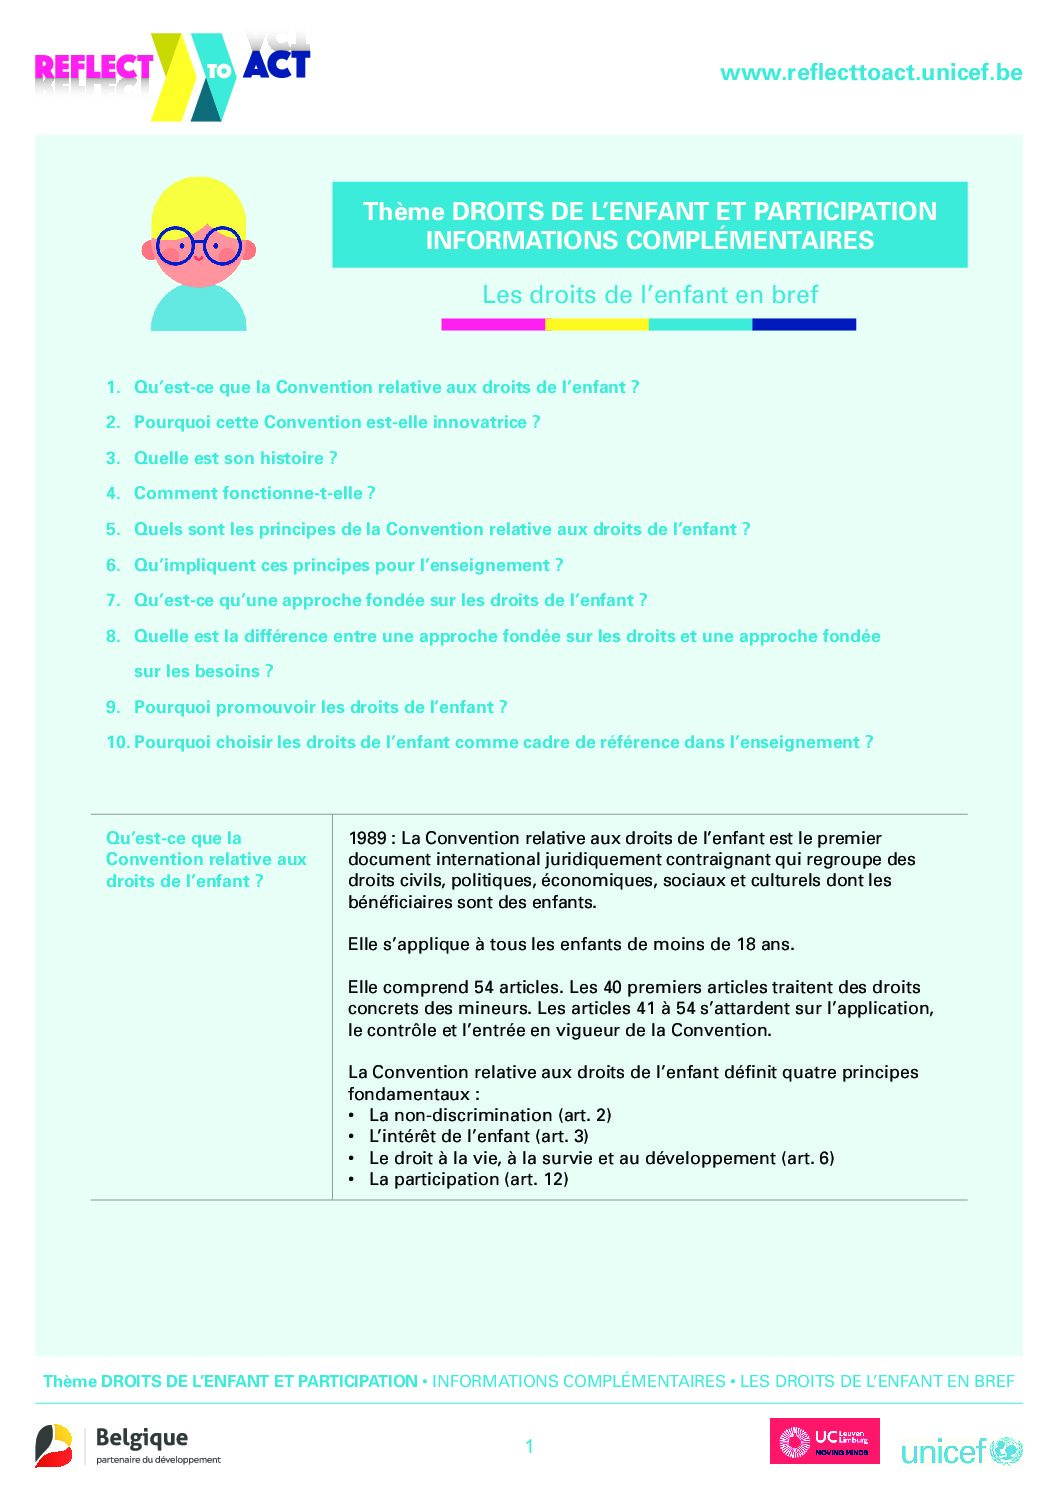 REFLECT TO ACT
www.reflecttoact.unicef.be
Thème DROITS DE L’ENFANT ET PARTICIPATION
INFORMATIONS COMPLÉMENTAIRES
Les droits de l’enfant en bref
1. Qu’est-ce que la Convention relative aux droits de l’enfant ?
2. Pourquoi cette Convention est-elle innovatrice ?
3. Quelle est son histoire ?
4. Comment fonctionne-t-elle ?
5. Quels sont les principes de la Convention relative aux droits de l’enfant ?
6. Qu’impliquent ces principes pour l’enseignement ?
7. Qu’est-ce qu’une approche fondée sur les droits de l’enfant ?
8. Quelle est la différence entre une approche fondée sur les droits et une approche fondée
sur les besoins ?
9. Pourquoi promouvoir les droits de l’enfant ?
10. Pourquoi choisir les droits de l’enfant comme cadre de référence dans l’enseignement ?
Qu’est-ce que la
Convention relative aux
droits de l’enfant ?
1989 : La Convention relative aux droits de l’enfant est le premier
document international juridiquement contraignant qui regroupe des
droits civils, politiques, économiques, sociaux et culturels dont les
bénéficiaires sont des enfants.
Elle s’applique à tous les enfants de moins de 18 ans.
Elle comprend 54 articles. Les 40 premiers articles traitent des droits
concrets des mineurs. Les articles 41 à 54 s’attardent sur l’application,
le contrôle et l’entrée en vigueur de la Convention.
La Convention relative aux droits de l’enfant définit quatre principes
fondamentaux :
• La non-discrimination (art. 2)
• L’intérêt de l’enfant (art. 3)
• Le droit à la vie, à la survie et au développement (art. 6)
• La participation (art. 12)
Thème DROITS DE L’ENFANT ET PARTICIPATION • INFORMATIONS COMPLÉMENTAIRES • LES DROITS DE L’ENFANT EN BREF
Belgique
partenaire du développement
1
UC Leuven
Limburg
MOVING MINDS
unicef